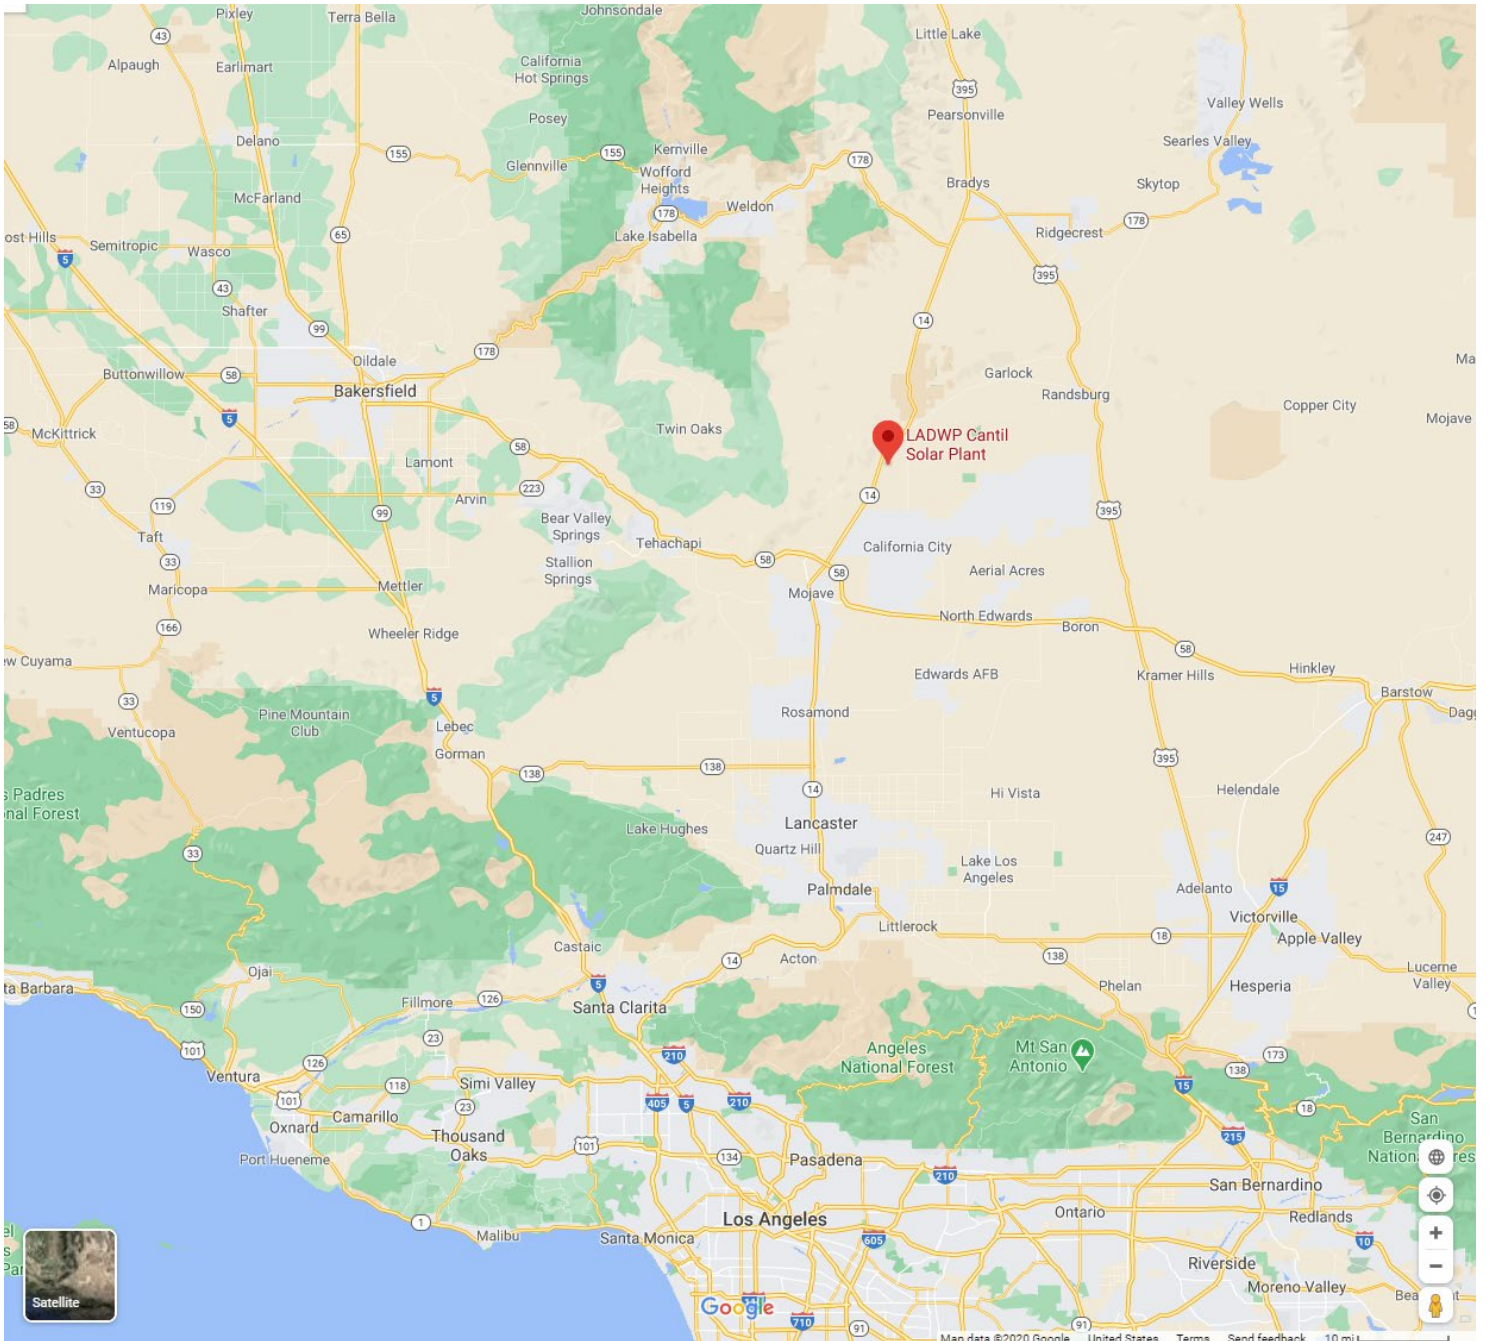 Pixley
Terra Bella
Johnsondale
Little Lake
43
Alpaugh
Earlimart
California
Hot Springs
395
Pearsonville
Valley Wells
Posey
Delano
155
Glennville
155
Kernville
Wofford
Heights
178
Searles Valley
McFarland
178
Weldon
Bradys
Skytop
178
ost Hills
Semitropic
Wasco
65
Lake Isabella
Ridgecrest
5
43
Shafter
395
99
14
178
Oildale
Buttonwillow
58
Bakersfield
Garlock
Randsburg
Ma
Copper City
Mojave
5
58
McKittrick
Twin Oaks
LADWP Cantil
Solar Plant
58
Lamont
33
119
Arvin
223
14
99
395
Taft
Bear Valley
Springs
Tehachapi
California City
33
Stallion
Springs
58
58
Aerial Acres
Maricopa
Mettler
Mojave
166
Wheeler Ridge
North Edwards
Boron
58
ew Cuyama
Edwards AFB
Kramer Hills
Hinkley
33
5
Barstow
Pine Mountain
Club
Lebec
Rosamond
Dagg
Ventucopa
Gorman
138
138
395
s Padres
nal Forest
14
Hi Vista
Helendale
Lake Hughes
Lancaster
247
33
Quartz Hill
Lake Los
Angeles
Palmdale
Adelanto
15
Littlerock
Victorville
Castaic
18
Apple Valley
14
Acton
138
Ojai
5
Lucerne
Valley
ta Barbara
Phelan
Hesperia
Fillmore
126
Santa Clarita
150
23
101
210
Angeles
National Forest
Mt San
Antonio
173
126
Ventura
138
118
Simi Valley
15
101
405
5
210
23
18
Camarillo
Oxnard
San
Bernardino
National Fores
Thousand
Oaks
215
101
134
Port Hueneme
Pasadena
210
San Bernardino
1
Los Angeles
Ontario
Redlands
Malibu
Santa Monica
605
10
el
s
Par
Riverside
Moreno Valley
Satellite
Google
710
91
91
Map data ©2020 Google
United States
Terms
Send feedback
10 mi